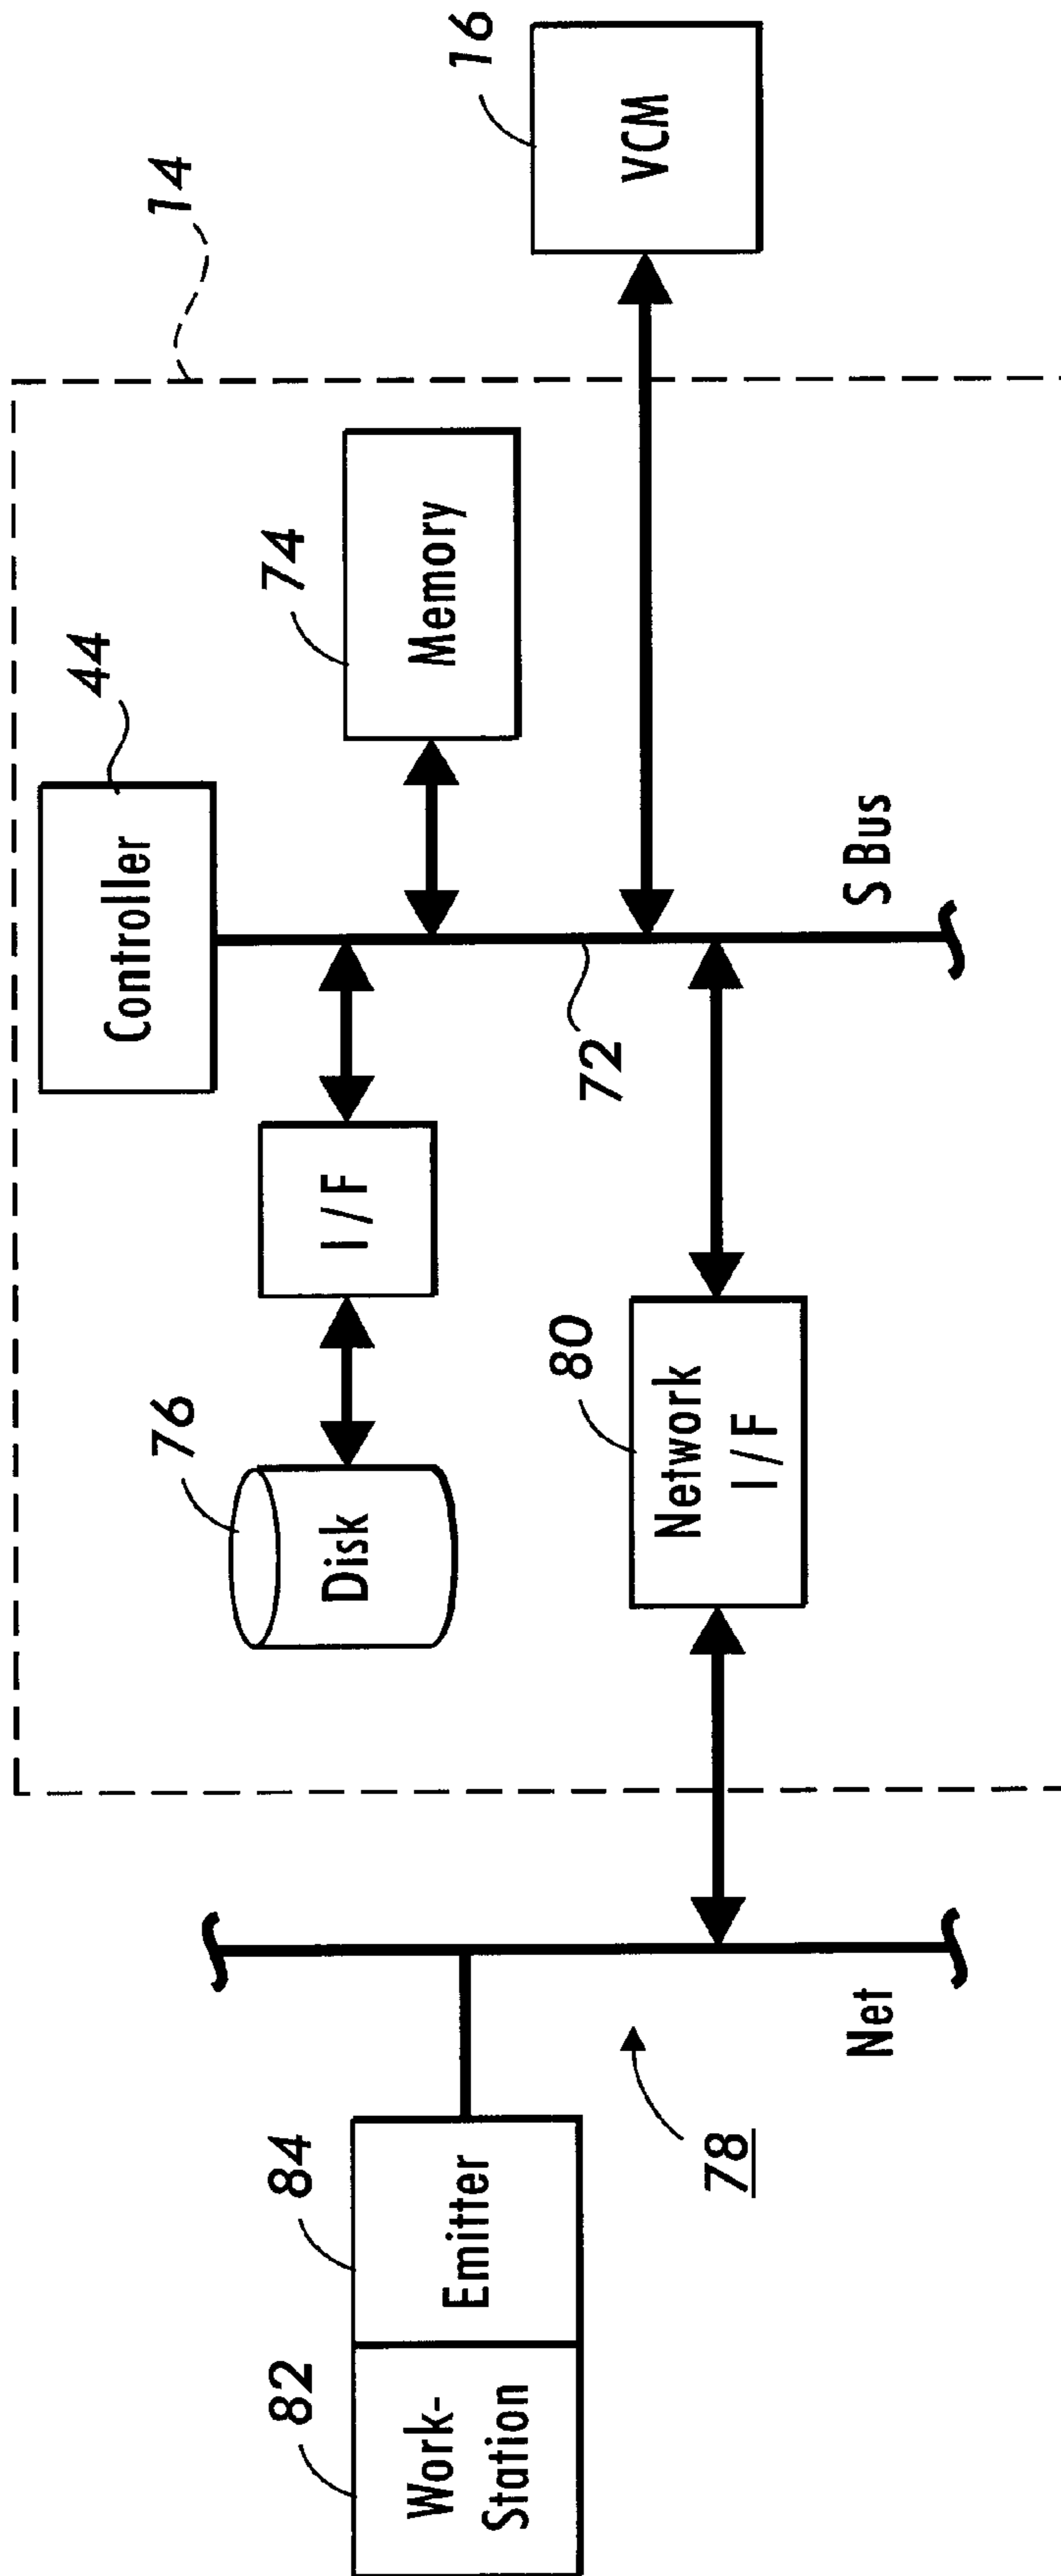 14
44
Controller
74
Memory
16
VCM
76
Disk
I/F
72
S Bus
80
Network
I/F
82
84
Work-
Station
Emitter
78
Net